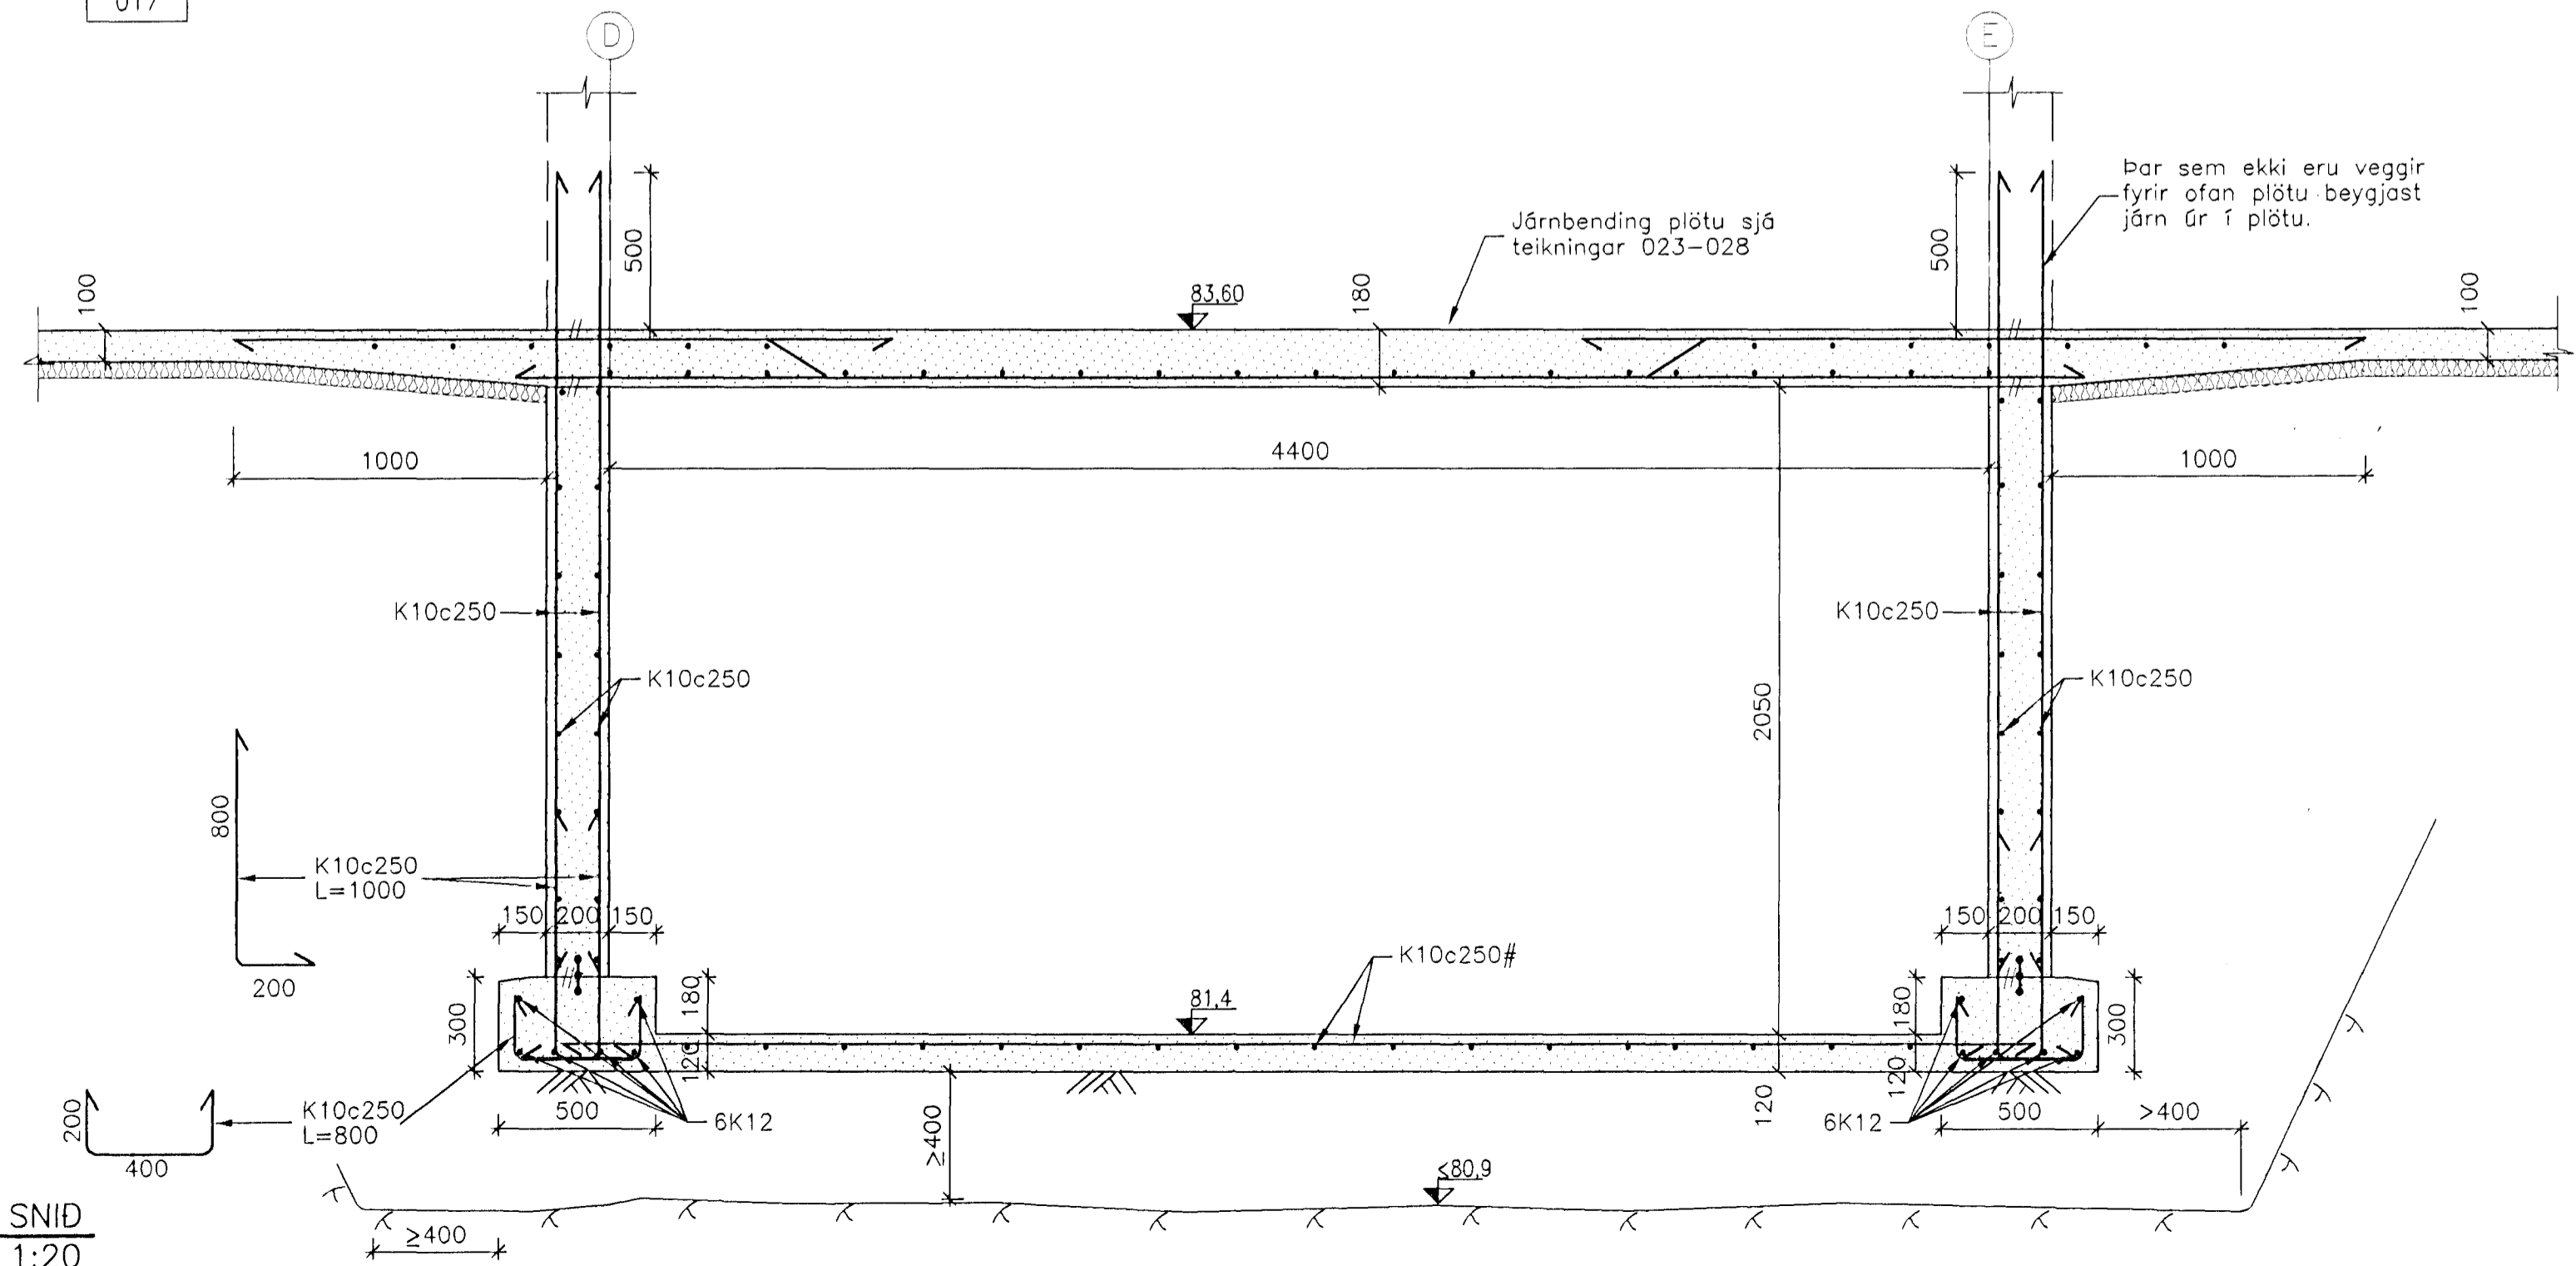 017
D
E
Þar sem ekki eru veggir
fyrir ofan plötu beygjast
járn úr í plötu.
Járnbending plötu sjá
teikningar 023-028
500
500
100
83,60
180
100
1000
4400
1000
K10c250
K10c250
K10c250
K10c250
2050
800
K10c250
L=1000
200
150 200 150
150 200 150
K10c250#
300
180
81,4
180
300
120
120
120
200
400
K10c250
L=800
500
6K12
≥400
6K12
500
>400
≤80,9
≥400
SNIÐ
1:20